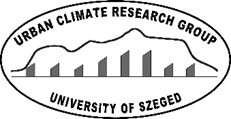 URBAN CLIMATE RESEARCH GROUP
UNIVERSITY OF SZEGED